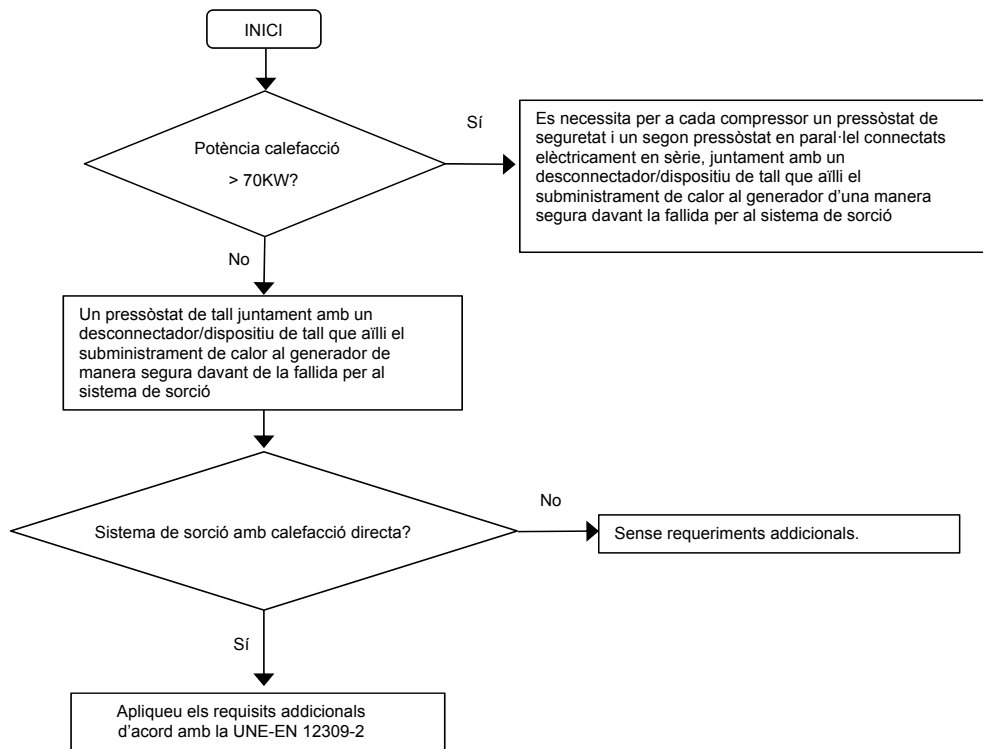 INICI
Potència calefacció
> 70KW?
Sí
Es necessita per a cada compressor un pressòstat de
seguretat i un segon pressòstat en paral·lel connectats
elèctricament en sèrie, juntament amb un
desconnectador/dispositiu de tall que aïlli el
subministrament de calor al generador d’una manera
segura davant la fallida per al sistema de sorció
No
Un pressòstat de tall juntament amb un
desconnectador/dispositiu de tall que aïlli el
subministrament de calor al generador de
manera segura davant de la fallida per al
sistema de sorció
Sistema de sorció amb calefacció directa?
No
Sense requeriments addicionals.
Sí
Apliqueu els requisits addicionals
d’acord amb la UNE-EN 12309-2